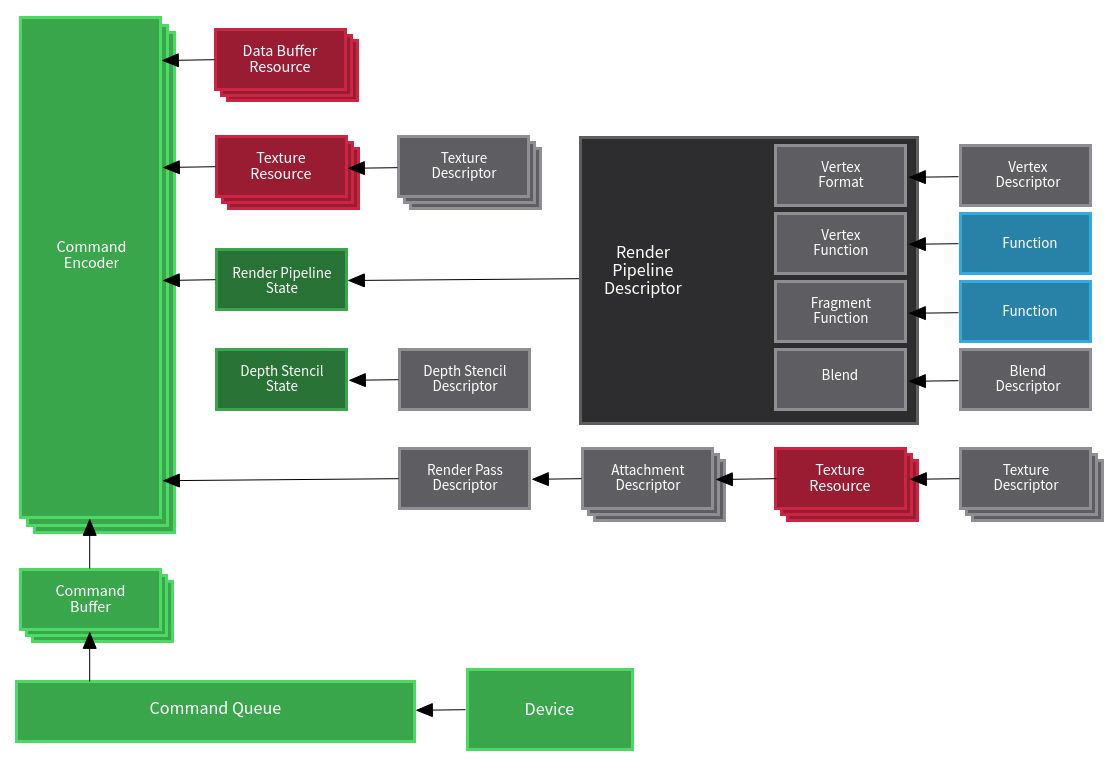 Data Buffer
Resource
Texture
Resource
Texture
Descriptor
Vertex
Format
Vertex
Descriptor
Command
Encoder
Render Pipeline
State
Render
Pipeline
Descriptor
Vertex
Function
Function
Fragment
Function
Function
Depth Stencil
State
Depth Stencil
Descriptor
Blend
Blend
Descriptor
Render Pass
Descriptor
Attachment
Descriptor
Texture
Resource
Texture
Descriptor
Command
Buffer
Command Queue
Device